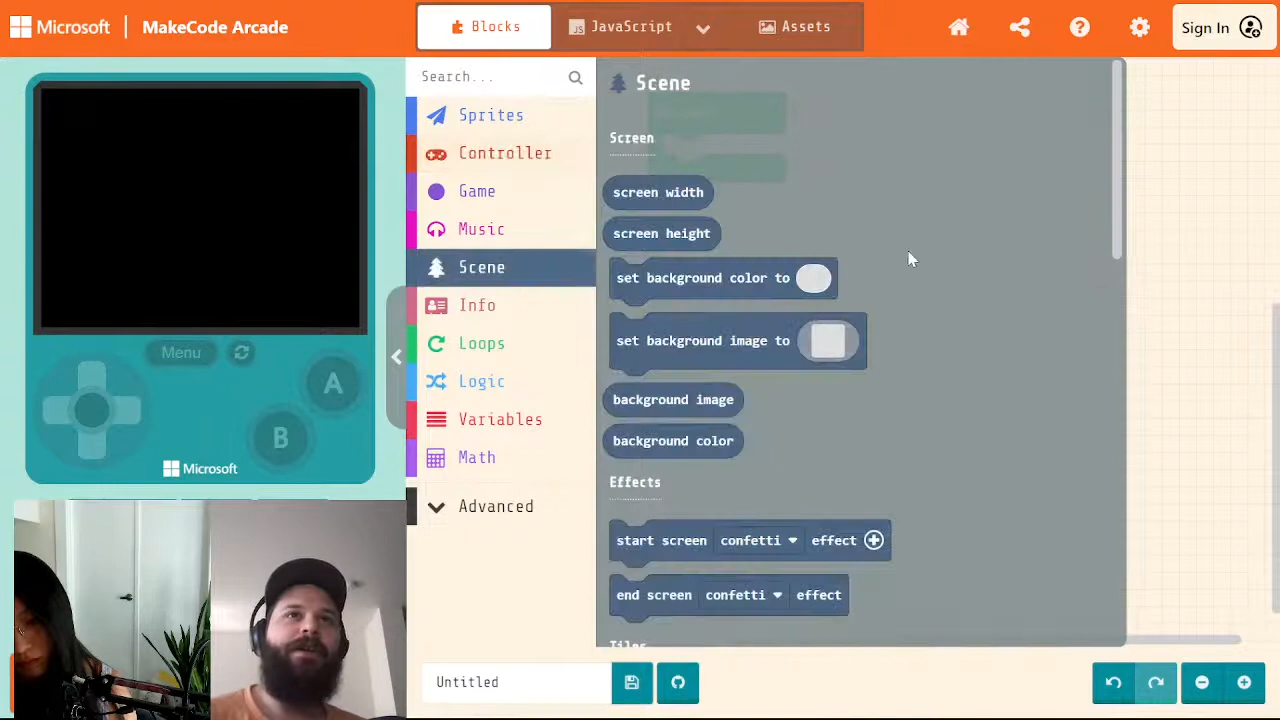 Microsoft | MakeCode Arcade
Blocks
JavaScript
Assets
Sign In
Menu
A
B
Microsoft
Search...
Sprites
Controller
Game
Music
Scene
Info
Loops
Logic
Variables
Math
Advanced
Scene
Screen
screen width
screen height
set background color to
set background image to
background image
background color
Effects
start screen confetti effect
end screen confetti effect
Tiles
Untitled